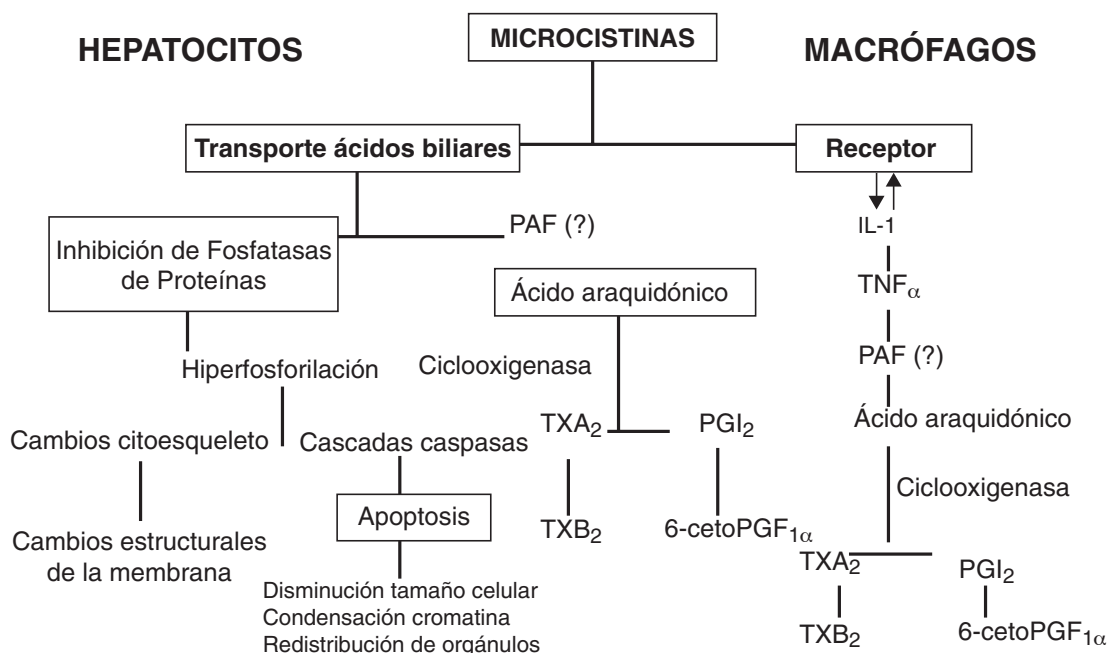 MICROCISTINAS
HEPATOCITOS
MACRÓFAGOS
Transporte ácidos biliares
Receptor
PAF (?)
Inhibición de Fosfatasas
de Proteínas
Hiperfosforilación
Cambios citoesqueleto
Cascadas caspasas
Cambios estructurales
de la membrana
Apoptosis
Disminución tamaño celular
Condensación cromatina
Redistribución de orgánulos
Ácido araquidónico
Ciclooxigenasa
TXA2
PGI2
TXB2
6-cetoPGF1α
IL-1
TNFα
PAF (?)
Ácido araquidónico
Ciclooxigenasa
TXA2
PGI2
TXB2
6-cetoPGF1α